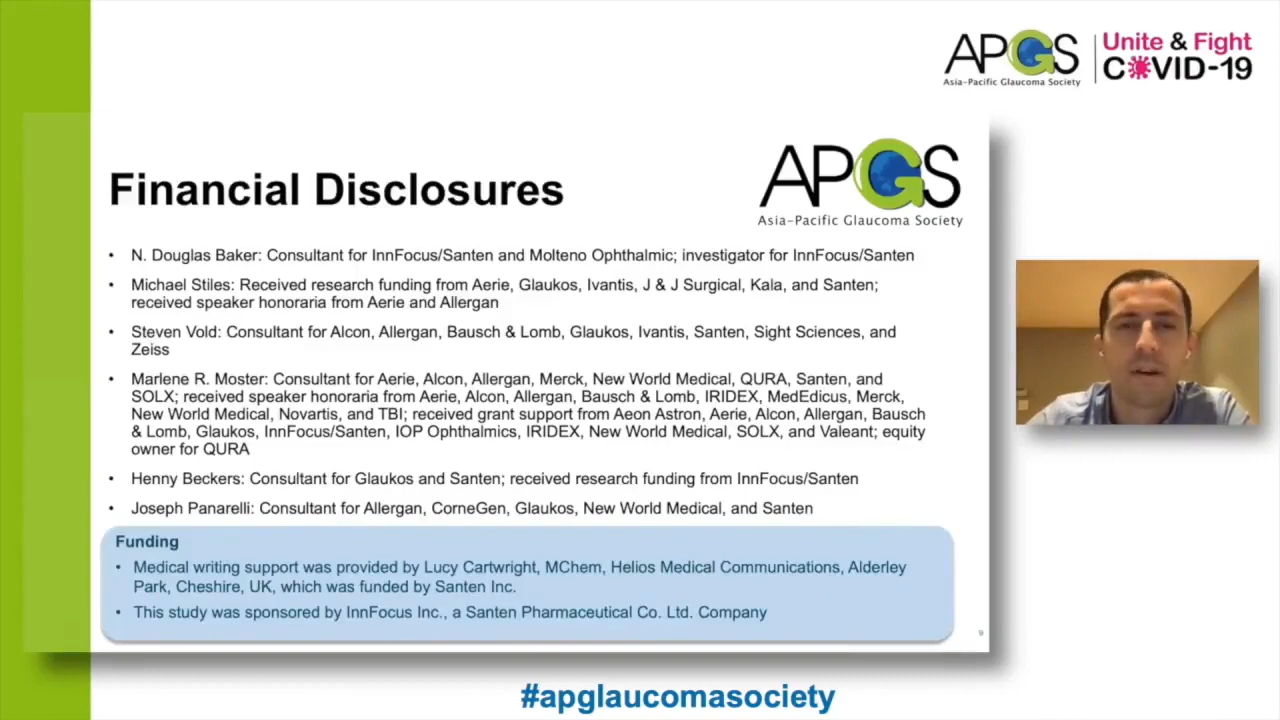 APGS
Asia-Pacific Glaucoma Society
Unite & Fight
COVID-19
APGS
Asia-Pacific Glaucoma Society
Financial Disclosures
• N. Douglas Baker: Consultant for InnFocus/Santen and Molteno Ophthalmic; investigator for InnFocus/Santen
• Michael Stiles: Received research funding from Aerie, Glaukos, Ivantis, J & J Surgical, Kala, and Santen;
received speaker honoraria from Aerie and Allergan
• Steven Vold: Consultant for Alcon, Allergan, Bausch & Lomb, Glaukos, Ivantis, Santen, Sight Sciences, and
Zeiss
• Marlene R. Moster: Consultant for Aerie, Alcon, Allergan, Merck, New World Medical, QURA, Santen, and
SOLX; received speaker honoraria from Aerie, Alcon, Allergan, Bausch & Lomb, IRIDEX, MedEdicus, Merck,
New World Medical, Novartis, and TBI; received grant support from Aeon Astron, Aerie, Alcon, Allergan, Bausch
& Lomb, Glaukos, InnFocus/Santen, IOP Ophthalmics, IRIDEX, New World Medical, SOLX, and Valeant; equity
owner for QURA
• Henny Beckers: Consultant for Glaukos and Santen; received research funding from InnFocus/Santen
• Joseph Panarelli: Consultant for Allergan, CorneGen, Glaukos, New World Medical, and Santen
Funding
• Medical writing support was provided by Lucy Cartwright, MChem, Helios Medical Communications, Alderley
Park, Cheshire, UK, which was funded by Santen Inc.
• This study was sponsored by InnFocus Inc., a Santen Pharmaceutical Co. Ltd. Company
9
#apglaucomasociety